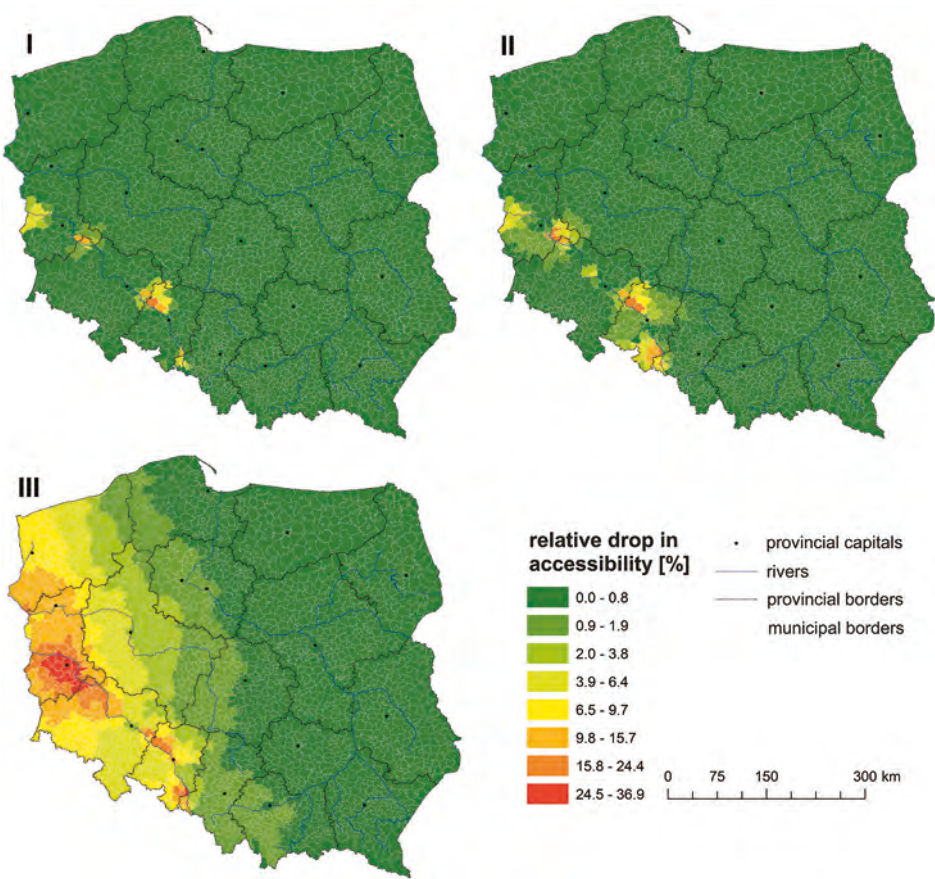 I
II
III
relative drop in
accessibility [%]
0.0 - 0.8
0.9 - 1.9
2.0 - 3.8
3.9 - 6.4
6.5 - 9.7
9.8 - 15.7
15.8 - 24.4
24.5 - 36.9
provincial capitals
rivers
provincial borders
municipal borders
0 75 150 300 km